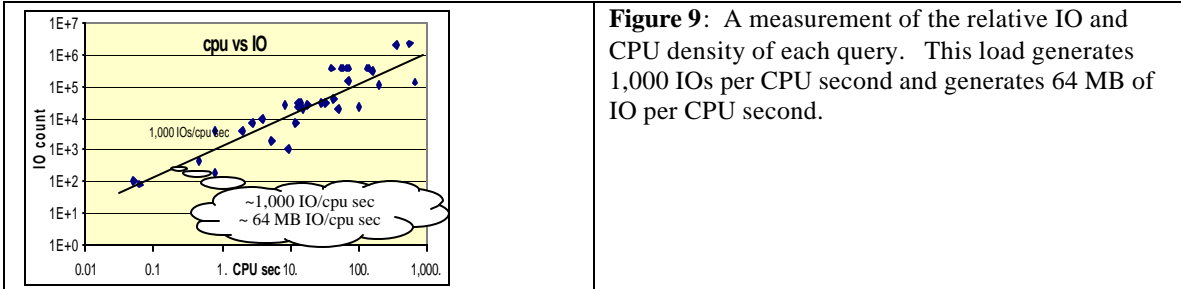 cpu vs IO
1E+7
1E+6
1E+5
1E+4
1E+3
1E+2
1E+1
1E+0
IO count
1,000 IOs/cpu sec
~1,000 IO/cpu sec
~ 64 MB IO/cpu sec
0.01 0.1 1. CPU sec 10. 100. 1,000.
Figure 9: A measurement of the relative IO and
CPU density of each query. This load generates
1,000 IOs per CPU second and generates 64 MB of
IO per CPU second.